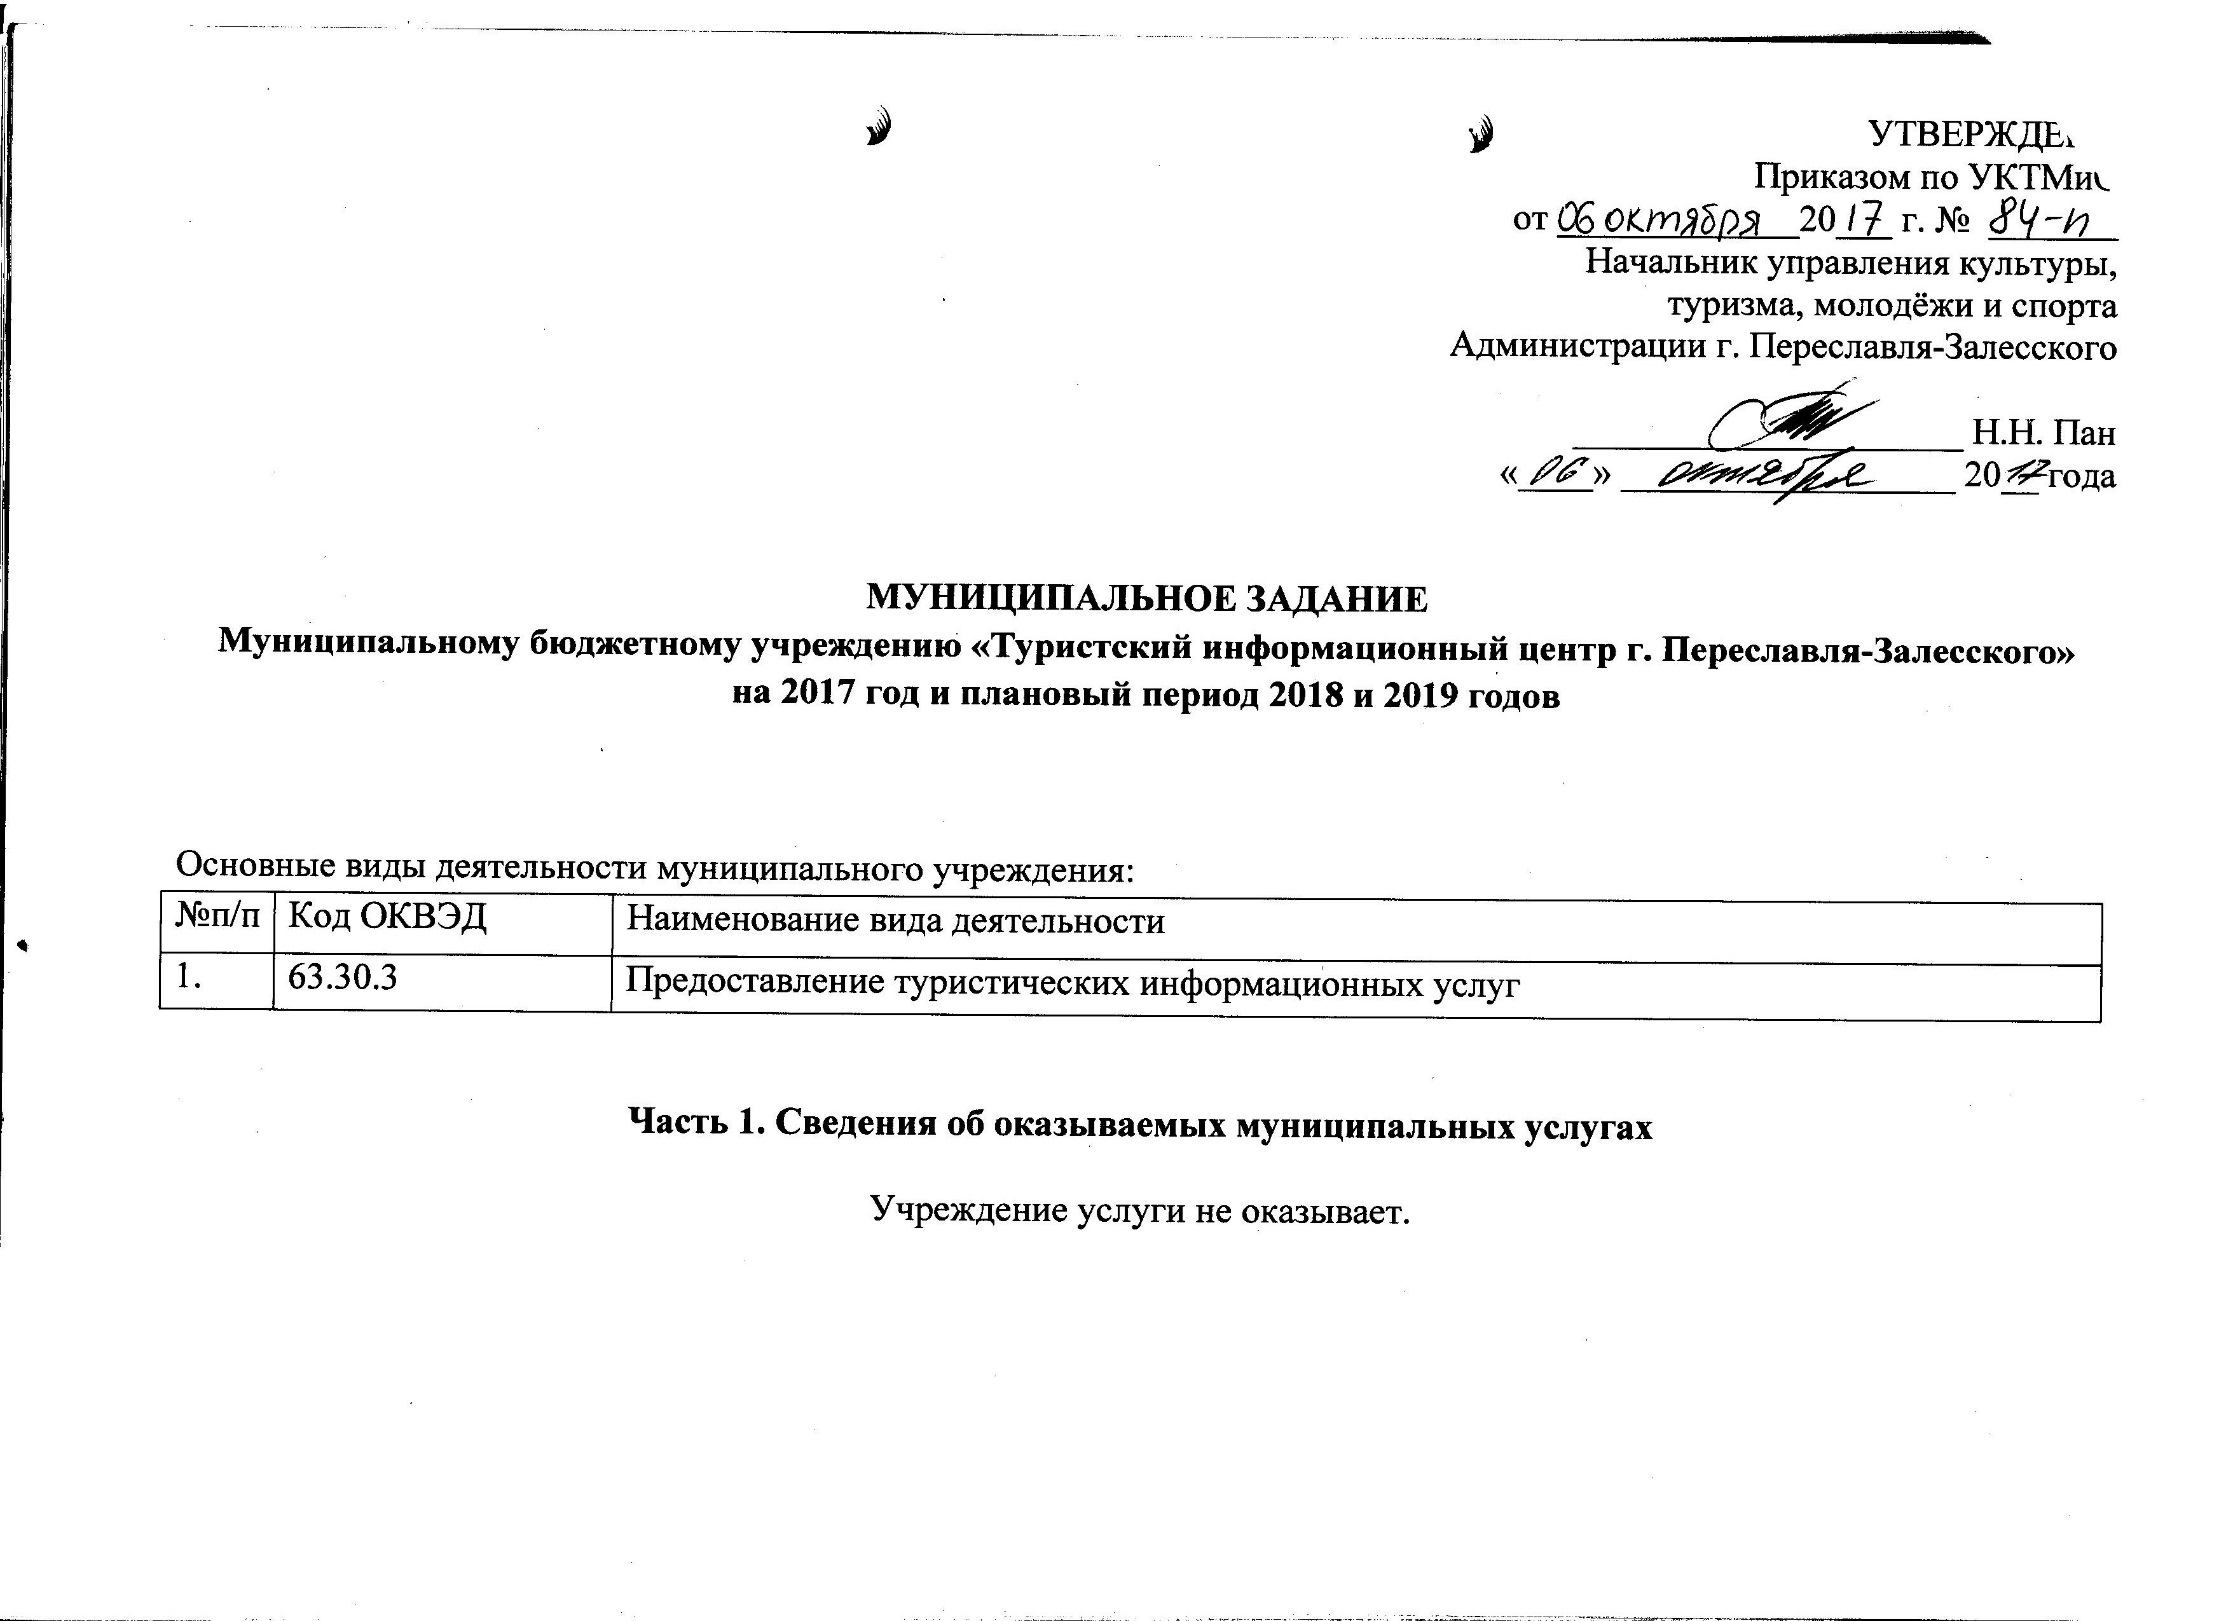 УТВЕРЖДЕ
Приказом по УКТМи
от 06 октября 2017 г. № 84-п
Начальник управления культуры,
туризма, молодёжи и спорта
Администрации г. Переславля-Залесского
Н.Н. Пан
«06» октября 2017 года
МУНИЦИПАЛЬНОЕ ЗАДАНИЕ
Муниципальному бюджетному учреждению «Туристский информационный центр г. Переславля-Залесского»
на 2017 год и плановый период 2018 и 2019 годов
Основные виды деятельности муниципального учреждения:
№п/п Код ОКВЭД Наименование вида деятельности
1. 63.30.3 Предоставление туристических информационных услуг
Часть 1. Сведения об оказываемых муниципальных услугах
Учреждение услуги не оказывает.